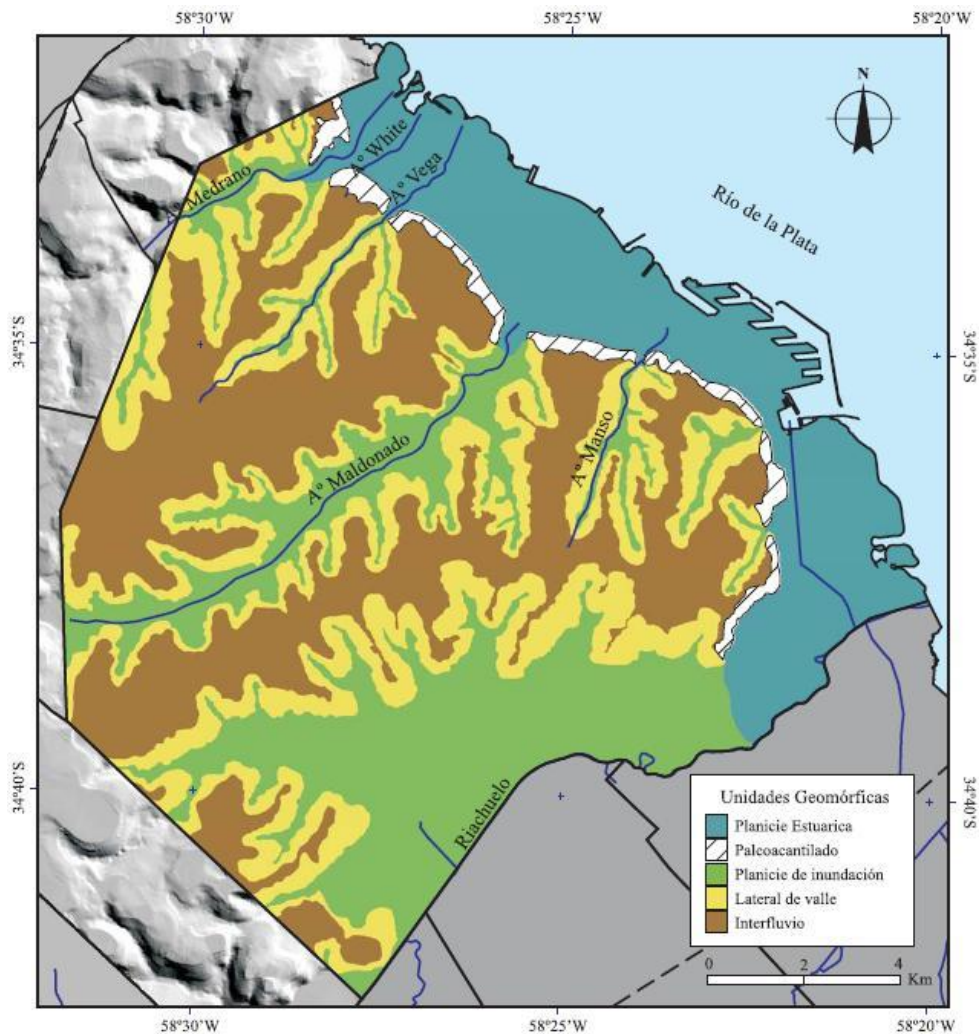 58°30'W
58°25'W
58°20'W
N
Aº White
Medrano
Aº Vega
Río de la Plata
34°35'S
34°35'S
Aº Maldonado
Aº Manso
34°40'S
34°40'S
Riachuelo
Unidades Geomórficas
Planicie Estuarica
Paleoacantilado
Planicie de inundación
Lateral de valle
Interfluvio
0 2 4
Km
58°30'W
58°25'W
58°20'W